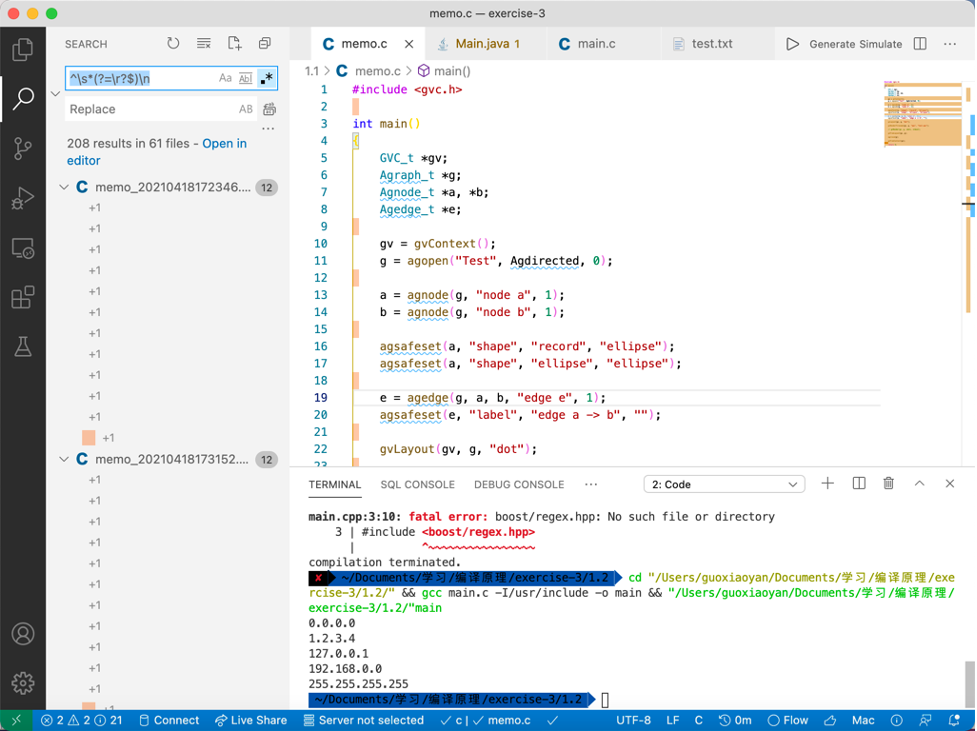 memo.c — exercise-3
SEARCH
memo.c
Main.java 1
main.c
test.txt
Generate Simulate
^\s*(?=\r?$)\n
Aa
Abl
.*
Replace
AB
208 results in 61 files - Open in
editor
memo_20210418172346.... 12
+1
+1
+1
+1
+1
+1
+1
+1
+1
+1
+1
+1
memo_20210418173152.... 12
+1
+1
+1
+1
+1
+1
+1
+1
+1
+1
+1
+1
1.1 > C memo.c > main()
1 #include <gvc.h>
2
3 int main()
4 {
5 GVC_t *gv;
6 Agraph_t *g;
7 Agnode_t *a, *b;
8 Agedge_t *e;
9
10 gv = gvContext();
11 g = agopen("Test", Agdirected, 0);
12
13 a = agnode(g, "node a", 1);
14 b = agnode(g, "node b", 1);
15
16 agsafeset(a, "shape", "record", "ellipse");
17 agsafeset(a, "shape", "ellipse", "ellipse");
18
19 e = agedge(g, a, b, "edge e", 1);
20 agsafeset(e, "label", "edge a -> b", "");
21
22 gvLayout(gv, g, "dot");
23
TERMINAL SQL CONSOLE DEBUG CONSOLE ··· 2: Code
main.cpp:3:10: fatal error: boost/regex.hpp: No such file or directory
3 | #include <boost/regex.hpp>
| ^~~~~~~~~~~~~~~~~
compilation terminated.
✘ ~/Documents/学习/编译原理/exercise-3/1.2 cd "/Users/guoxiaoyan/Documents/学习/编译原理/exe
rcise-3/1.2/" && gcc main.c -I/usr/include -o main && "/Users/guoxiaoyan/Documents/学习/编译原理/
exercise-3/1.2/"main
0.0.0.0
1.2.3.4
127.0.0.1
192.168.0.0
255.255.255.255
~/Documents/学习/编译原理/exercise-3/1.2
2 2 21 Connect Live Share Server not selected c | memo.c UTF-8 LF C 0m Flow Mac